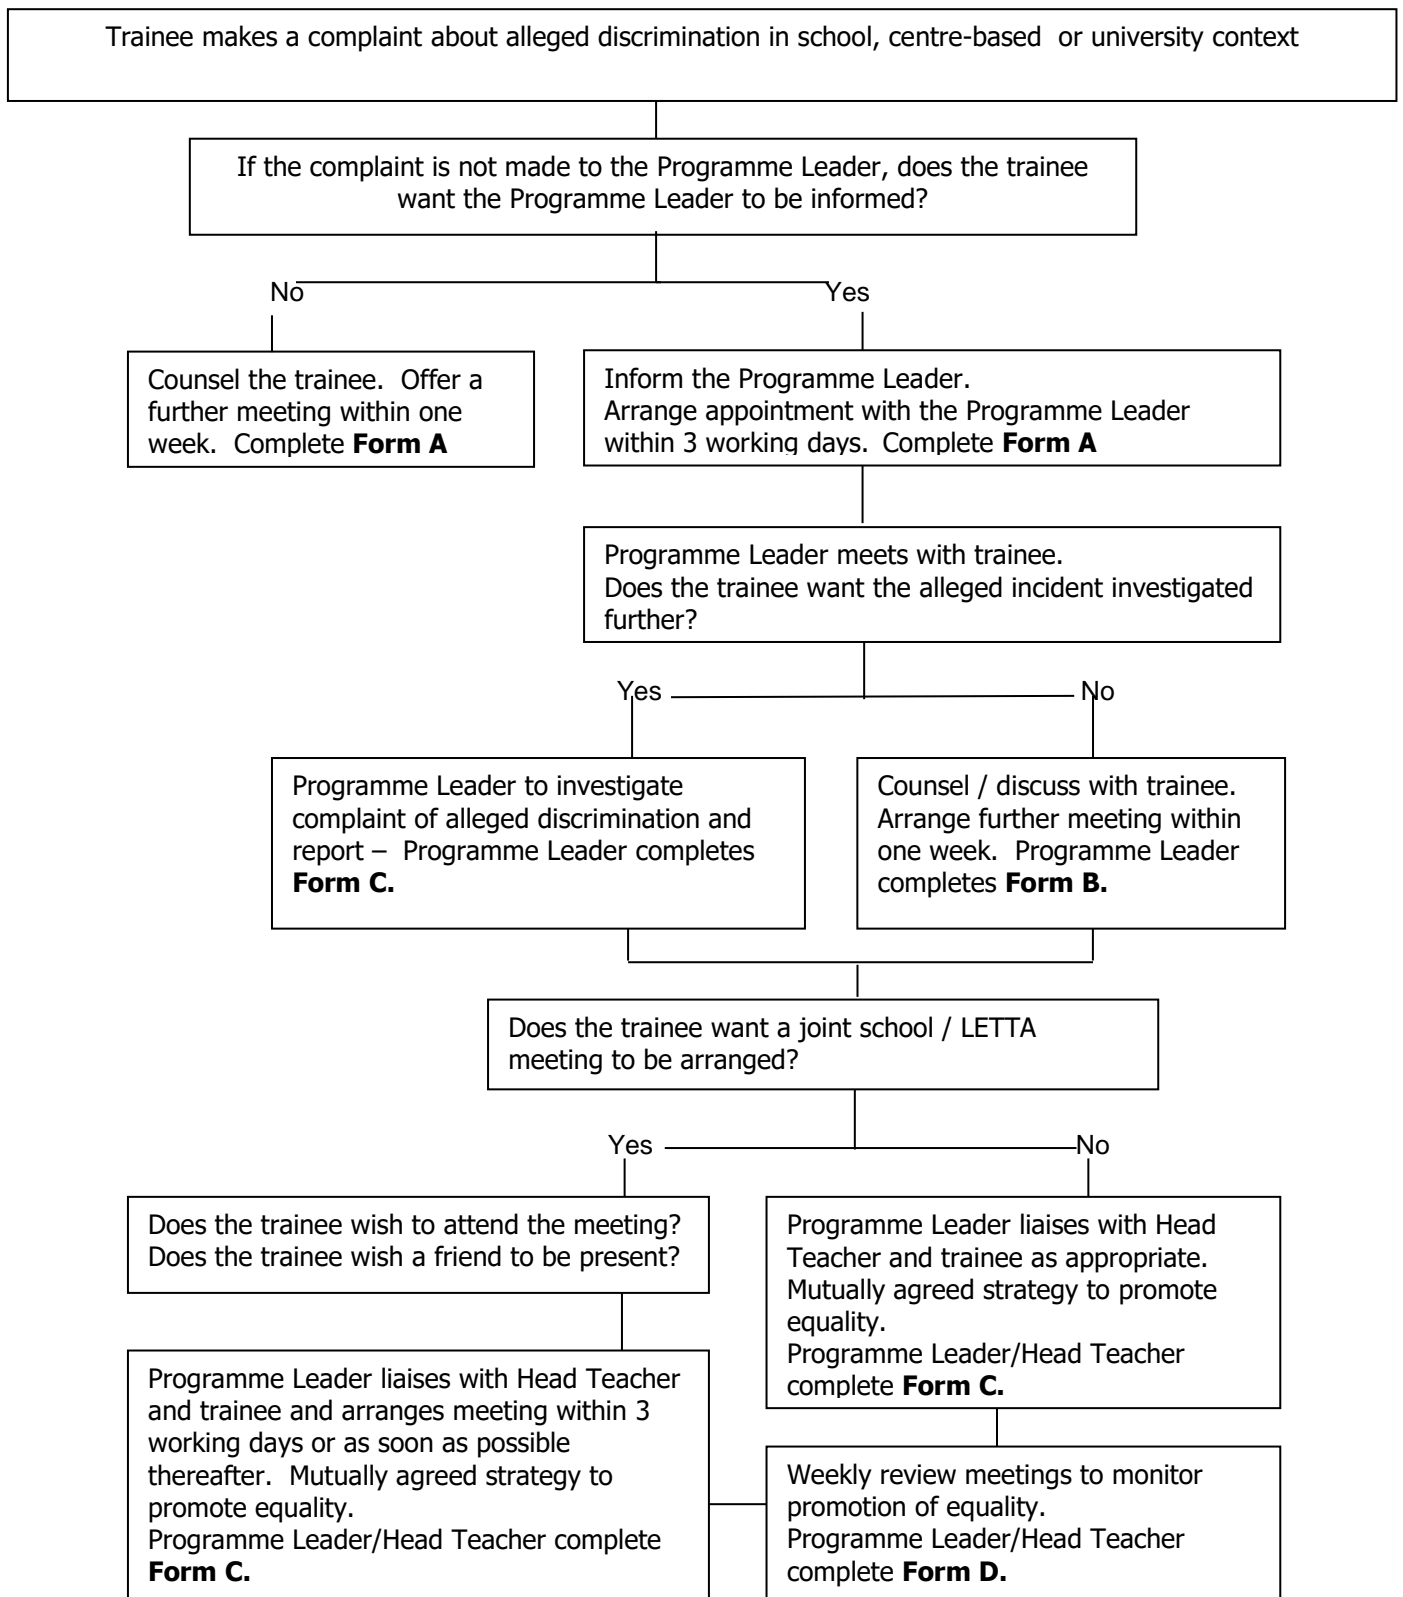 Trainee makes a complaint about alleged discrimination in school, centre-based  or university context
If the complaint is not made to the Programme Leader, does the trainee
want the Programme Leader to be informed?
No
Yes
Counsel the trainee.  Offer a
further meeting within one
week.  Complete Form A
Inform the Programme Leader.
Arrange appointment with the Programme Leader
within 3 working days.  Complete Form A
Programme Leader meets with trainee.
Does the trainee want the alleged incident investigated
further?
Yes
No
Programme Leader to investigate
complaint of alleged discrimination and
report –  Programme Leader completes
Form C.
Counsel / discuss with trainee.
Arrange further meeting within
one week.  Programme Leader
completes Form B.
Does the trainee want a joint school / LETTA
meeting to be arranged?
Yes
No
Does the trainee wish to attend the meeting?
Does the trainee wish a friend to be present?
Programme Leader liaises with Head
Teacher and trainee as appropriate.
Mutually agreed strategy to promote
equality.
Programme Leader/Head Teacher
complete Form C.
Programme Leader liaises with Head Teacher
and trainee and arranges meeting within 3
working days or as soon as possible
thereafter.  Mutually agreed strategy to
promote equality.
Programme Leader/Head Teacher complete
Form C.
Weekly review meetings to monitor
promotion of equality.
Programme Leader/Head Teacher
complete Form D.